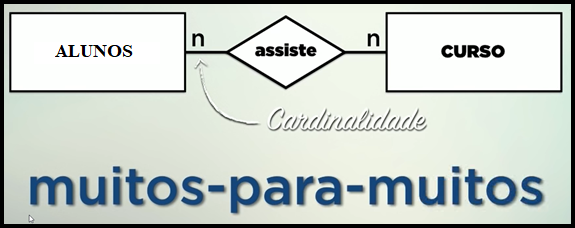 ALUNOS n assiste n CURSO
Cardinalidade
muitos-para-muitos